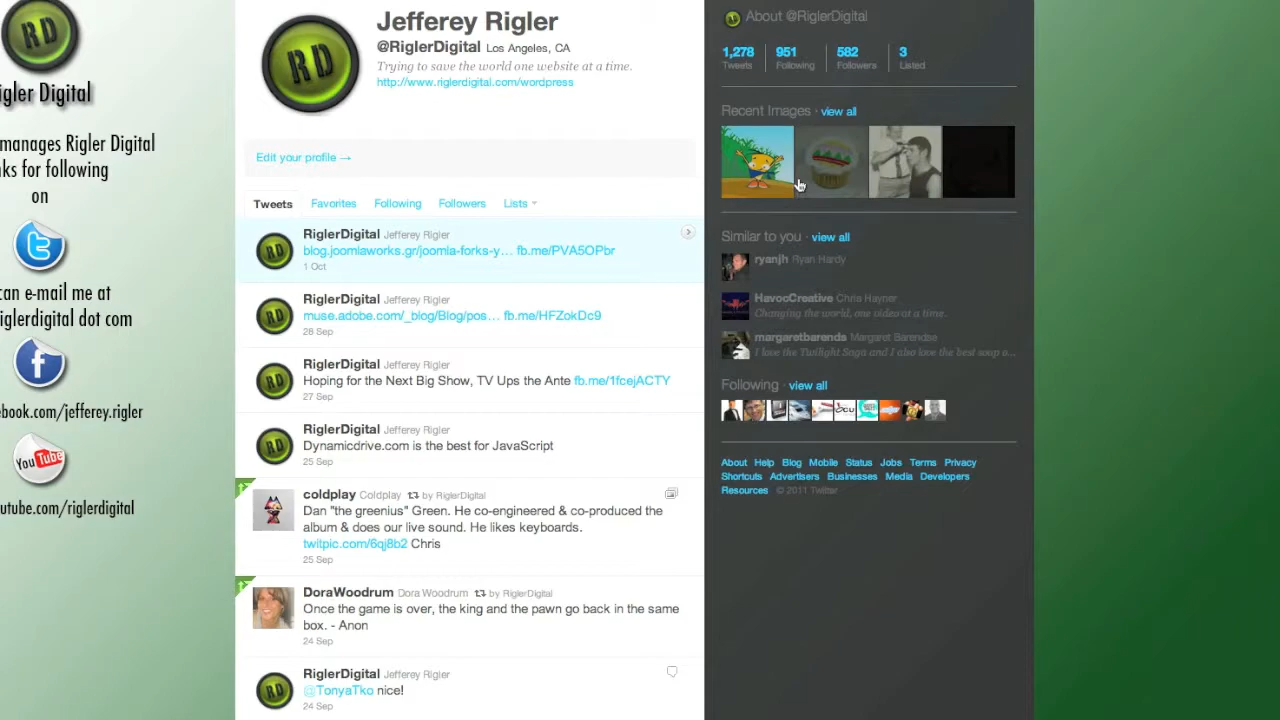 RD
igler Digital
manages Rigler Digital
ks for following
on
can e-mail me at
iglerdigital dot com
ebook.com/jefferey.rigler
You Tube
utube.com/riglerdigital
RD
Jefferey Rigler
@RiglerDigital Los Angeles, CA
Trying to save the world one website at a time.
http://www.riglerdigital.com/wordpress
Edit your profile →
Tweets Favorites Following Followers Lists
RiglerDigital Jefferey Rigler
blog.joomlaworks.gr/joomla-forks-y… fb.me/PVA5OPbr
1 Oct
RiglerDigital Jefferey Rigler
muse.adobe.com/_blog/Blog/pos… fb.me/HFZokDc9
28 Sep
RiglerDigital Jefferey Rigler
Hoping for the Next Big Show, TV Ups the Ante fb.me/1fcejACTY
27 Sep
RiglerDigital Jefferey Rigler
Dynamicdrive.com is the best for JavaScript
25 Sep
coldplay Coldplay by RiglerDigital
Dan "the greenius" Green. He co-engineered & co-produced the
album & does our live sound. He likes keyboards.
twitpic.com/6qj8b2 Chris
25 Sep
DoraWoodrum Dora Woodrum by RiglerDigital
Once the game is over, the king and the pawn go back in the same
box. - Anon
24 Sep
RiglerDigital Jefferey Rigler
@TonyaTko nice!
24 Sep
About @RiglerDigital
1,278 951 582 3
Tweets Following Followers Listed
Recent Images · view all
Similar to you · view all
ryanjh Ryan Hardy
HavocCreative Chris Hayner
Changing the world, one video at a time.
margaretbarends Margaret Barendse
I love the Twilight Saga and I also love the best soap o...
Following · view all
About Help Blog Mobile Status Jobs Terms Privacy
Shortcuts Advertisers Businesses Media Developers
Resources © 2011 Twitter